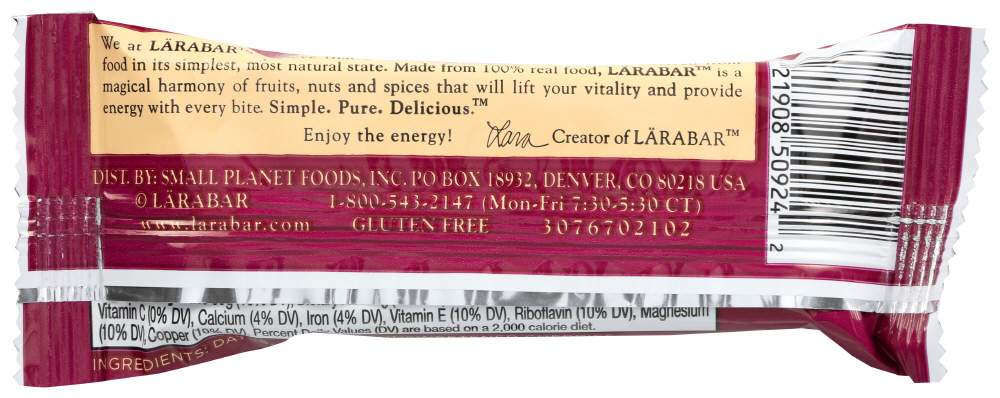 We at LÄRABAR
food in its simplest, most natural state. Made from 100% real food, LÄRABAR™ is a
magical harmony of fruits, nuts and spices that will lift your vitality and provide
energy with every bite. Simple. Pure. Delicious.™
Enjoy the energy! Lara Creator of LÄRABAR™
DIST. BY: SMALL PLANET FOODS, INC. PO BOX 18932, DENVER, CO 80218 USA
© LÄRABAR 1-800-543-2147 (Mon-Fri 7:30-5:30 CT)
www.larabar.com GLUTEN FREE 3076702102
21908 50924 2
Vitamin C (0% DV), Calcium (4% DV), Iron (4% DV), Vitamin E (10% DV), Riboflavin (10% DV), Magnesium
(10% DV), Copper (10% DV). Percent Daily Values (DV) are based on a 2,000 calorie diet.
INGREDIENTS: